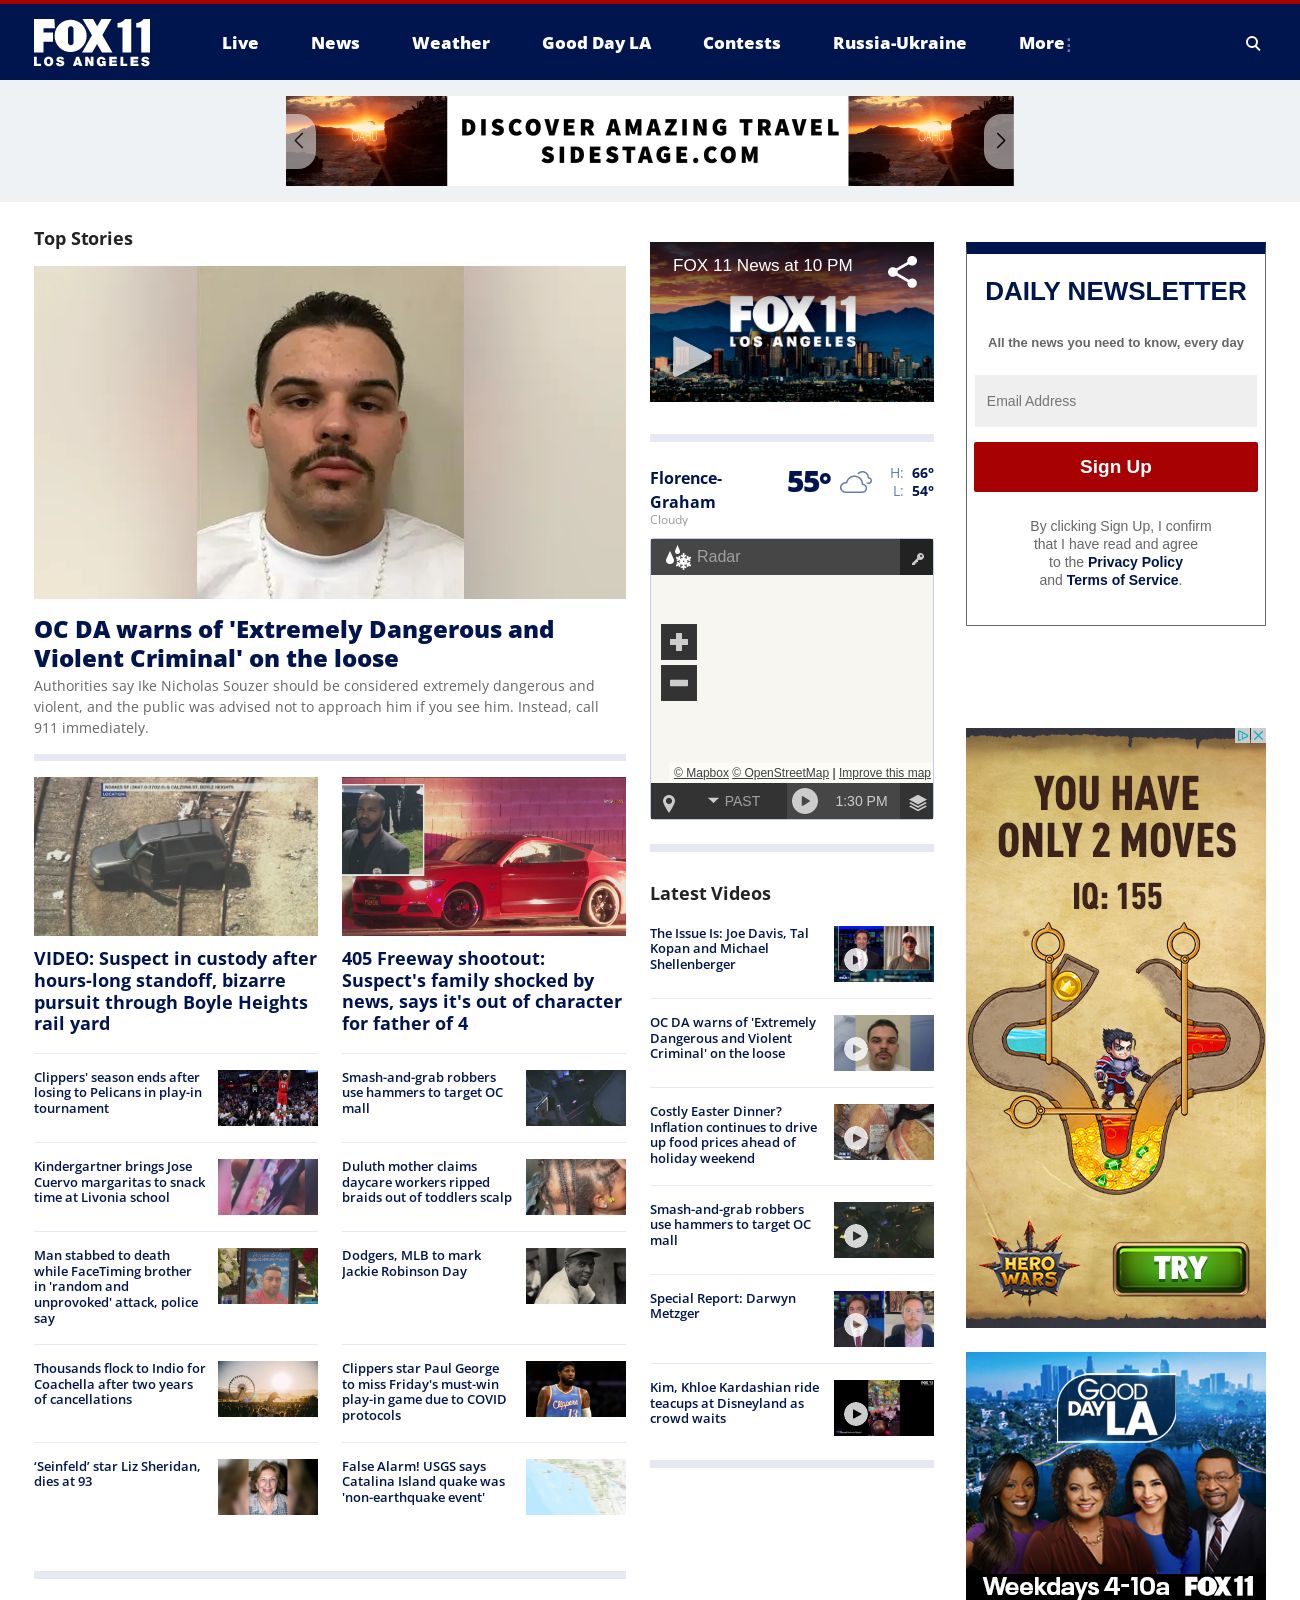 FOX 11
LOS ANGELES
Live
News
Weather
Good Day LA
Contests
Russia-Ukraine
More
OAHU
DISCOVER AMAZING TRAVEL
SIDESTAGE.COM
OAHU
Top Stories
OC DA warns of 'Extremely Dangerous and
Violent Criminal' on the loose
Authorities say Ike Nicholas Souzer should be considered extremely dangerous and
violent, and the public was advised not to approach him if you see him. Instead, call
911 immediately.
LOCATION
VIDEO: Suspect in custody after
hours-long standoff, bizarre
pursuit through Boyle Heights
rail yard
405 Freeway shootout:
Suspect's family shocked by
news, says it's out of character
for father of 4
Clippers' season ends after
losing to Pelicans in play-in
tournament
Smash-and-grab robbers
use hammers to target OC
mall
Kindergartner brings Jose
Cuervo margaritas to snack
time at Livonia school
Duluth mother claims
daycare workers ripped
braids out of toddlers scalp
Man stabbed to death
while FaceTiming brother
in 'random and
unprovoked' attack, police
say
Dodgers, MLB to mark
Jackie Robinson Day
Thousands flock to Indio for
Coachella after two years
of cancellations
Clippers star Paul George
to miss Friday's must-win
play-in game due to COVID
protocols
Clippers
13
‘Seinfeld’ star Liz Sheridan,
dies at 93
False Alarm! USGS says
Catalina Island quake was
'non-earthquake event'
FOX 11 News at 10 PM
FOX 11
LOS ANGELES
Florence-
Graham
Cloudy
55°
H: 66°
L: 54°
Radar
© Mapbox © OpenStreetMap | Improve this map
PAST
1:30 PM
Latest Videos
The Issue Is: Joe Davis, Tal
Kopan and Michael
Shellenberger
OC DA warns of 'Extremely
Dangerous and Violent
Criminal' on the loose
Costly Easter Dinner?
Inflation continues to drive
up food prices ahead of
holiday weekend
Smash-and-grab robbers
use hammers to target OC
mall
Special Report: Darwyn
Metzger
Kim, Khloe Kardashian ride
teacups at Disneyland as
crowd waits
DAILY NEWSLETTER
All the news you need to know, every day
Email Address
Sign Up
By clicking Sign Up, I confirm
that I have read and agree
to the Privacy Policy
and Terms of Service.
YOU HAVE
ONLY 2 MOVES
IQ: 155
HERO
WARS
TRY
GOOD
DAY LA
Weekdays 4-10a FOX 11